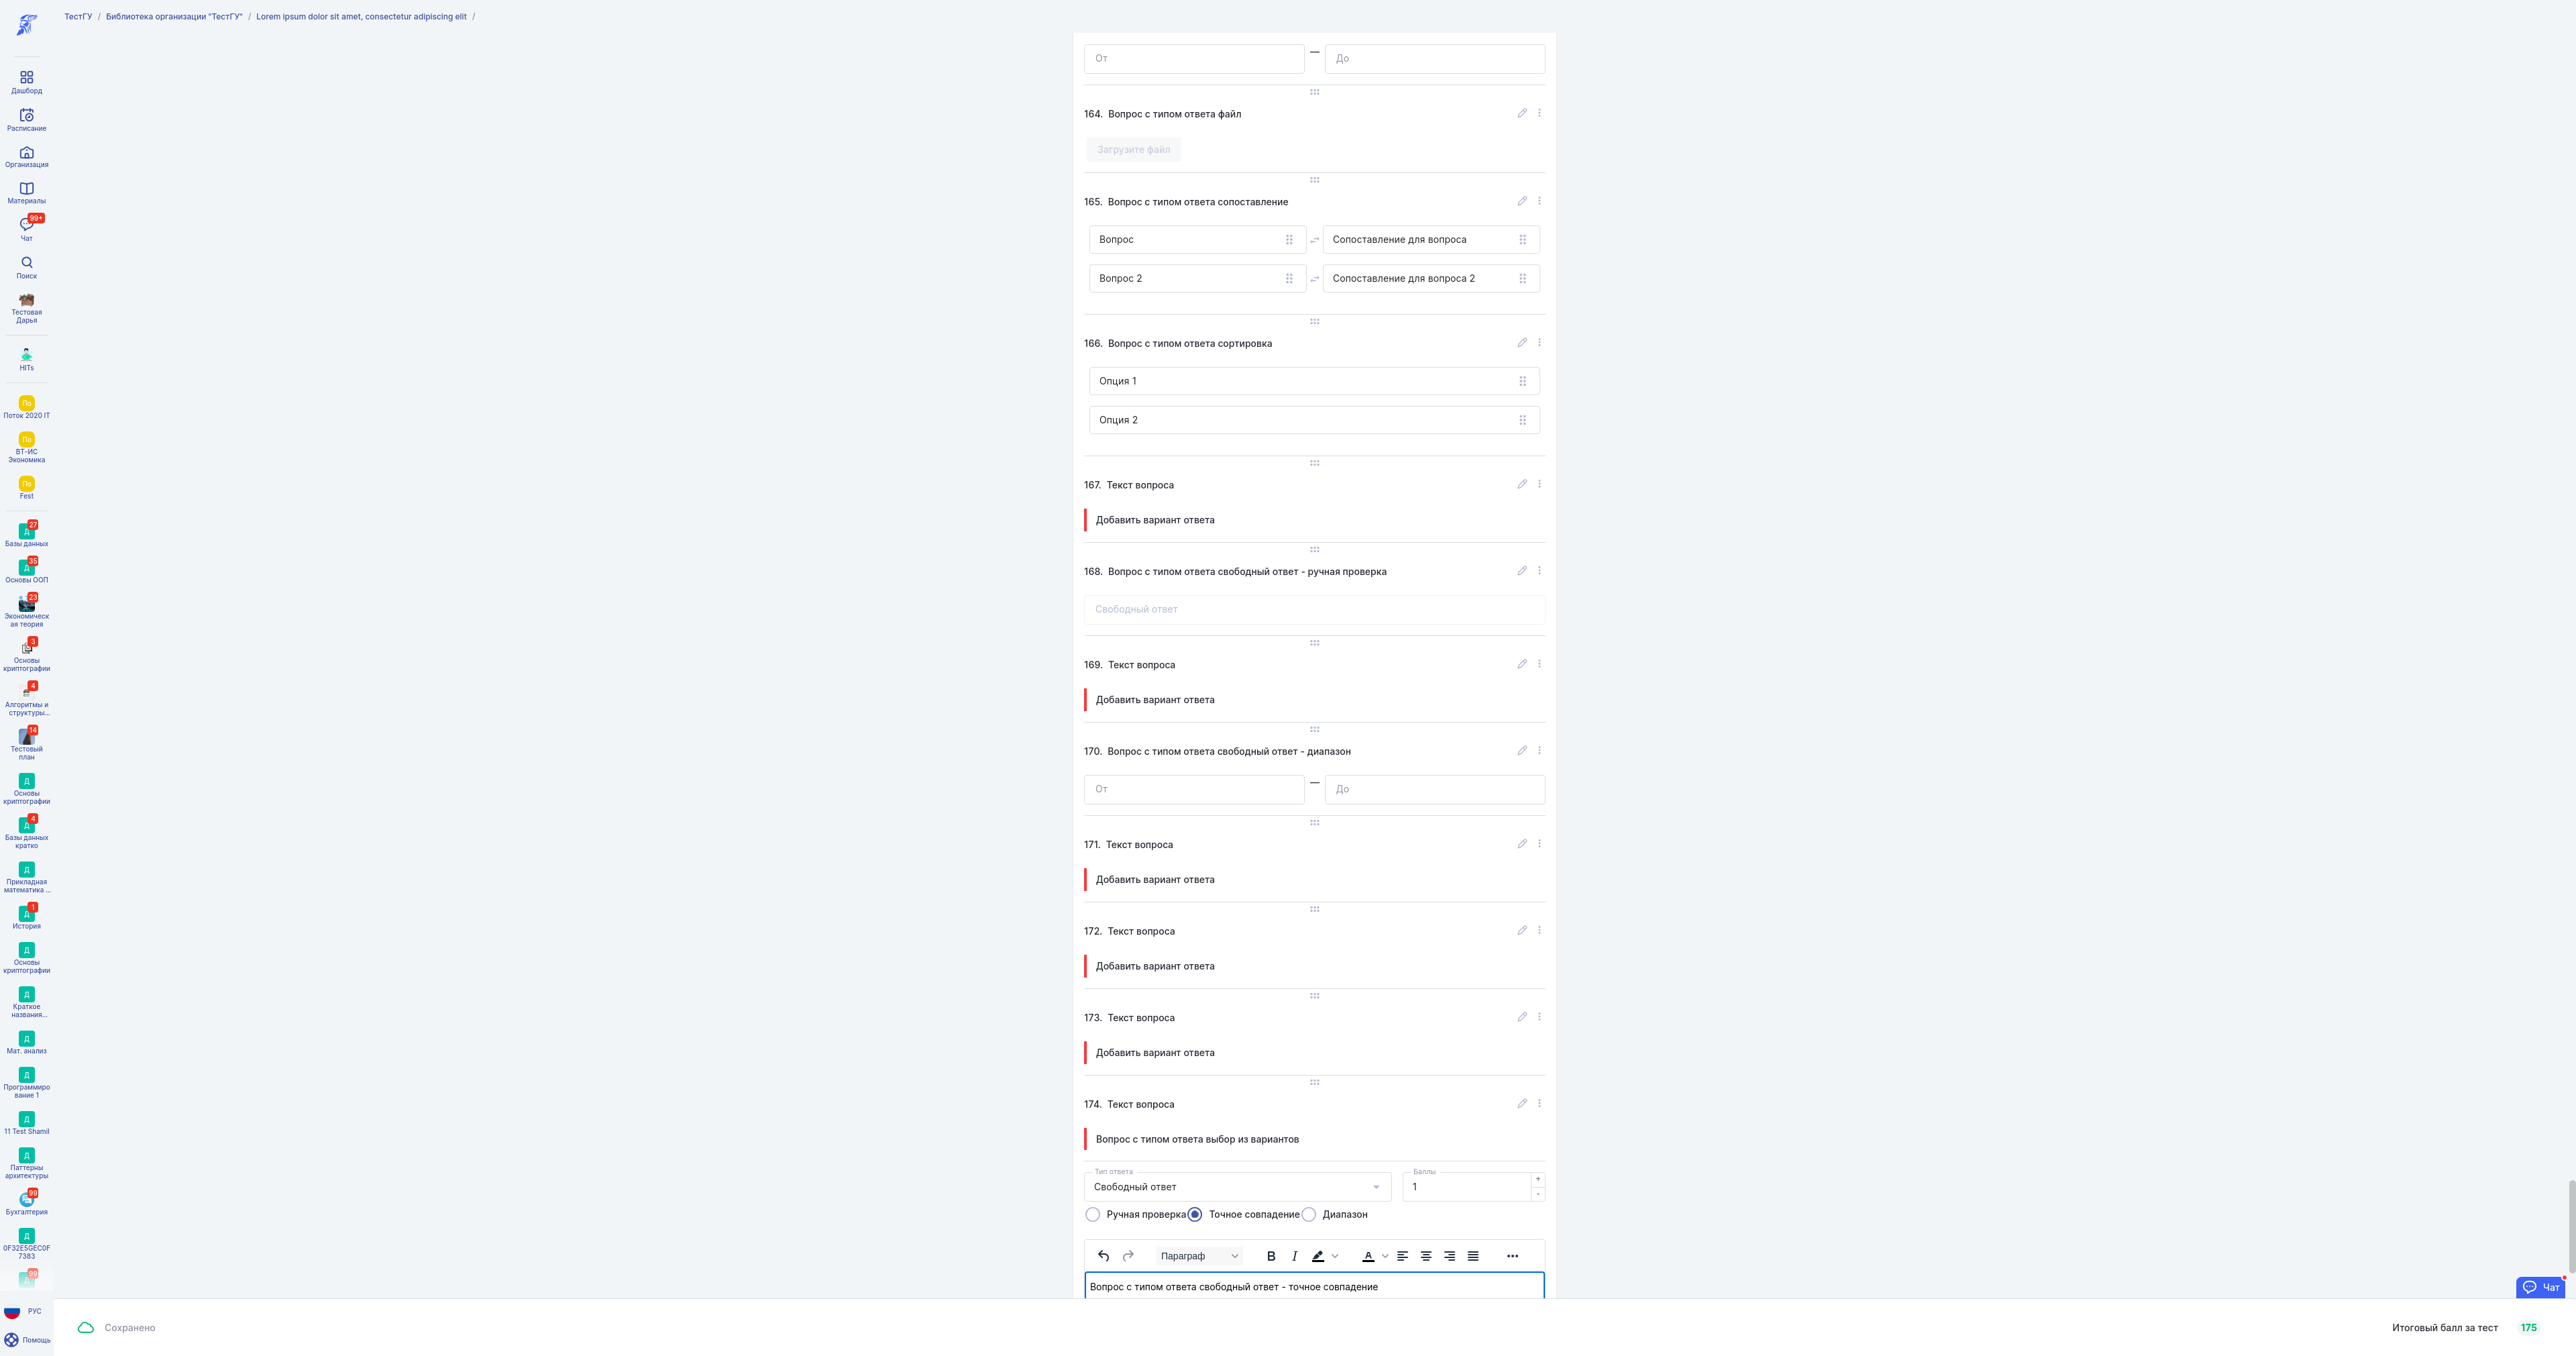 ТестГУ / Библиотека организации "ТестГУ" / Lorem ipsum dolor sit amet, consectetur adipiscing elit /
Дашборд
Расписание
Организация
Материалы
99+
Чат
Поиск
Тестовая
Дарья
HITs
По
Поток 2020 IT
По
ВТ-ИС
Экономика
По
Fest
27
Д
Базы данных
35
Д
Основы ООП
23
Экономическ
ая теория
3
Основы
криптографии
4
Алгоритмы и
структуры...
14
Тестовый
план
Д
Основы
криптографии
4
Д
Базы данных
кратко
Д
Прикладная
математика ...
1
Д
История
Д
Основы
криптографии
Д
Краткое
названия...
Д
Мат. анализ
Д
Программиро
вание 1
Д
11 Test Shamil
Д
Паттерны
архитектуры
99
Бухгалтерия
Д
0F32E5GEC0F
7383
99
Д
РУС
Помощь
От — До
164. Вопрос с типом ответа файл
Загрузите файл
165. Вопрос с типом ответа сопоставление
Вопрос Сопоставление для вопроса
Вопрос 2 Сопоставление для вопроса 2
166. Вопрос с типом ответа сортировка
Опция 1
Опция 2
167. Текст вопроса
Добавить вариант ответа
168. Вопрос с типом ответа свободный ответ - ручная проверка
Свободный ответ
169. Текст вопроса
Добавить вариант ответа
170. Вопрос с типом ответа свободный ответ - диапазон
От — До
171. Текст вопроса
Добавить вариант ответа
172. Текст вопроса
Добавить вариант ответа
173. Текст вопроса
Добавить вариант ответа
174. Текст вопроса
Вопрос с типом ответа выбор из вариантов
Тип ответа Баллы
Свободный ответ 1 + -
Ручная проверка Точное совпадение Диапазон
Параграф B I A
Вопрос с типом ответа свободный ответ - точное совпадение
Чат
Сохранено Итоговый балл за тест 175